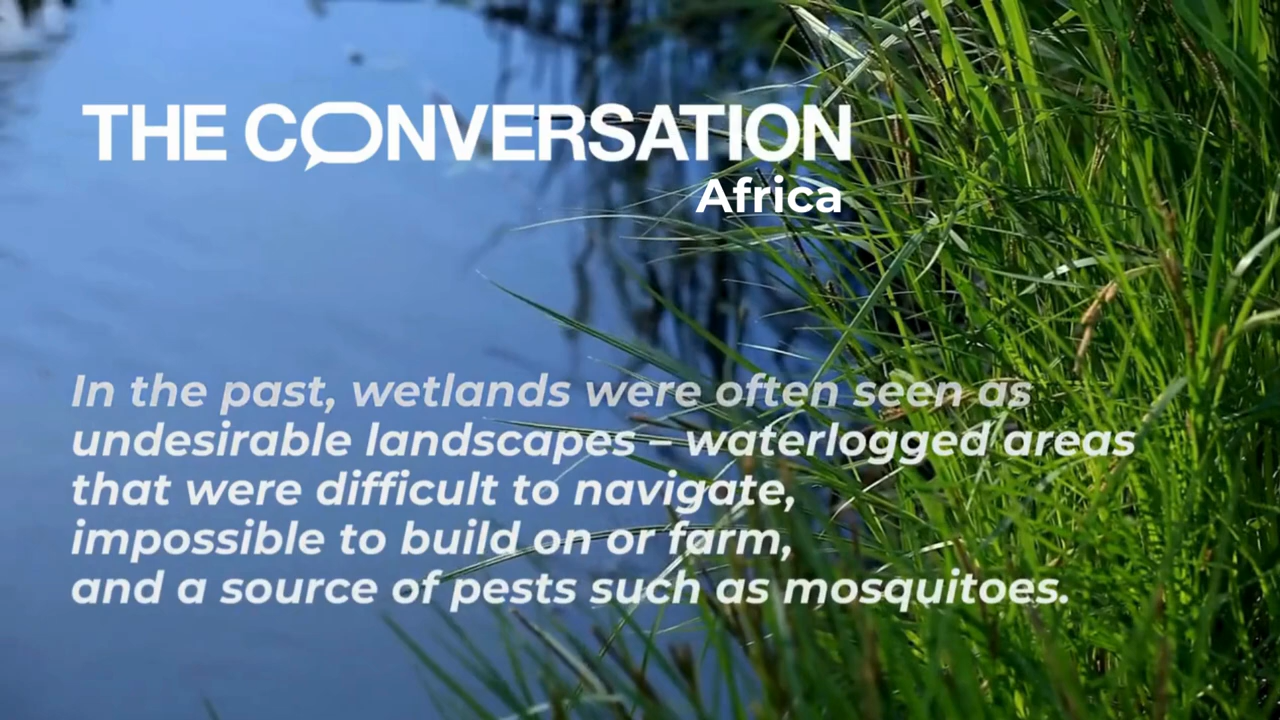 THE CONVERSATION
Africa
In the past, wetlands were often seen as
undesirable landscapes – waterlogged areas
that were difficult to navigate,
impossible to build on or farm,
and a source of pests such as mosquitoes.